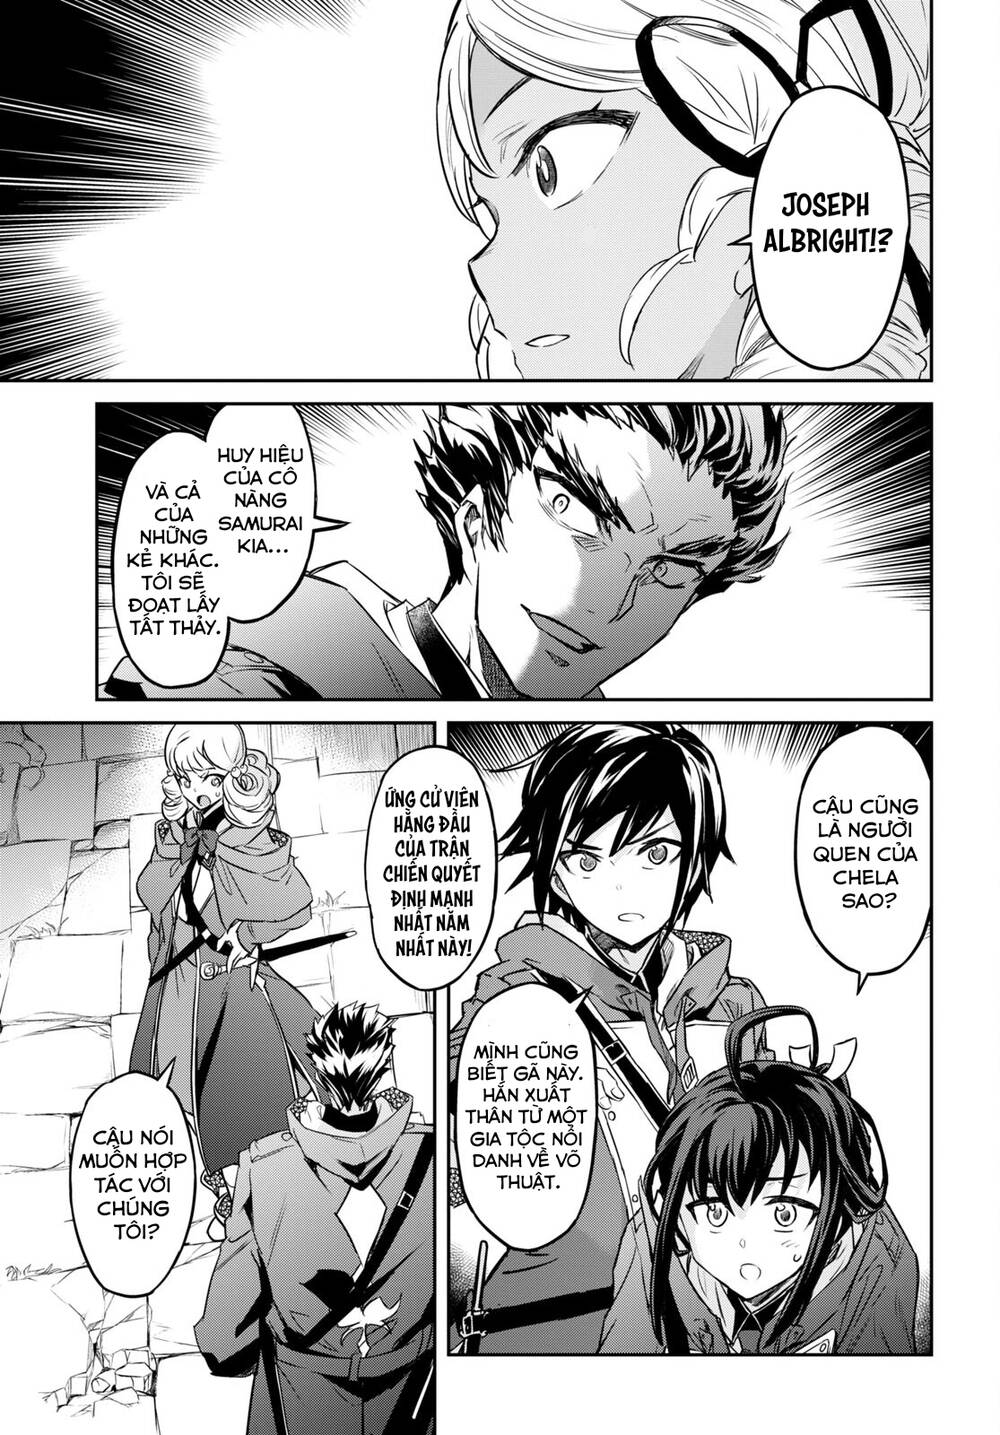 JOSEPH
ALBRIGHT!?
HUY HIỆU
CỦA CÔ
NÀNG
SAMURAI
KIA...
VÀ CẢ
CỦA
NHỮNG
KẺ KHÁC.
TÔI SẼ
ĐOẠT LẤY
TẤT THẢY.
CẬU CŨNG
LÀ NGƯỜI
QUEN CỦA
CHELA
SAO?
MÌNH CŨNG
BIẾT GÃ NÀY.
HẮN XUẤT
THÂN TỪ MỘT
GIA TỘC NỔI
DANH VỀ VÕ
THUẬT.
ỨNG CỬ VIÊN
HẰNG ĐẦU
CỦA TRẬN
CHIẾN QUYẾT
ĐỊNH MẠNH
NHẤT NĂM
NHẤT NÀY!
CẬU NÓI
MUỐN HỢP
TÁC VỚI
CHÚNG
TÔI?